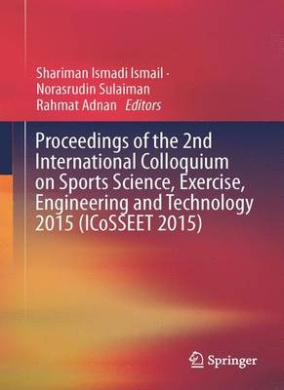 Shariman Ismadi Ismail ·
Norasrudin Sulaiman
Rahmat Adnan Editors
Proceedings of the 2nd
International Colloquium
on Sports Science, Exercise,
Engineering and Technology
2015 (ICoSSEET 2015)
Springer